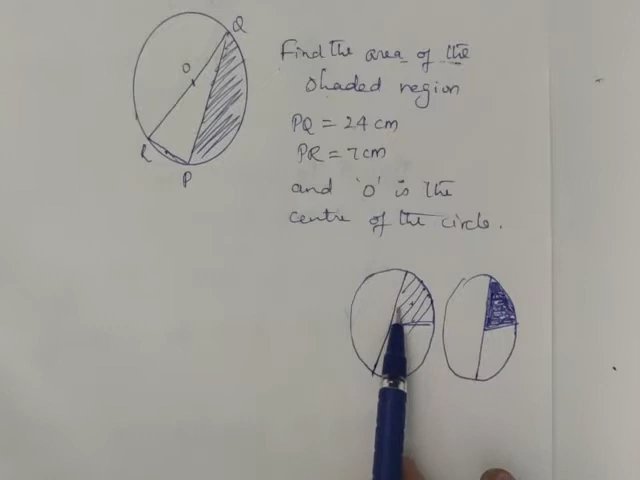 Q
O
R
P
Find the area of the
Shaded region
PQ = 24 cm
PR = 7 cm
and 'O' is the
centre of the circle.